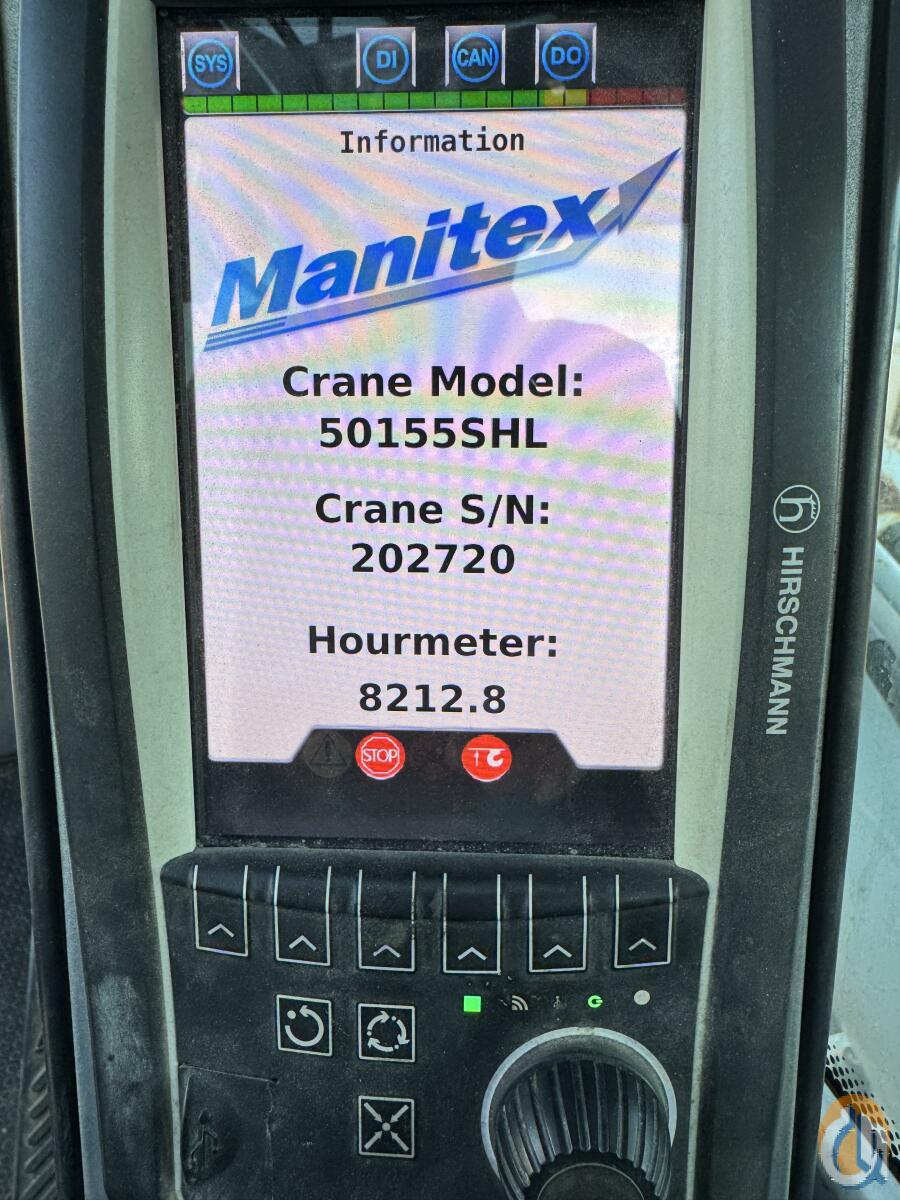 SYS DI CAN DO
Information
Manitex
Crane Model:
50155SHL
Crane S/N:
202720
Hourmeter:
8212.8
STOP
HIRSCHMANN